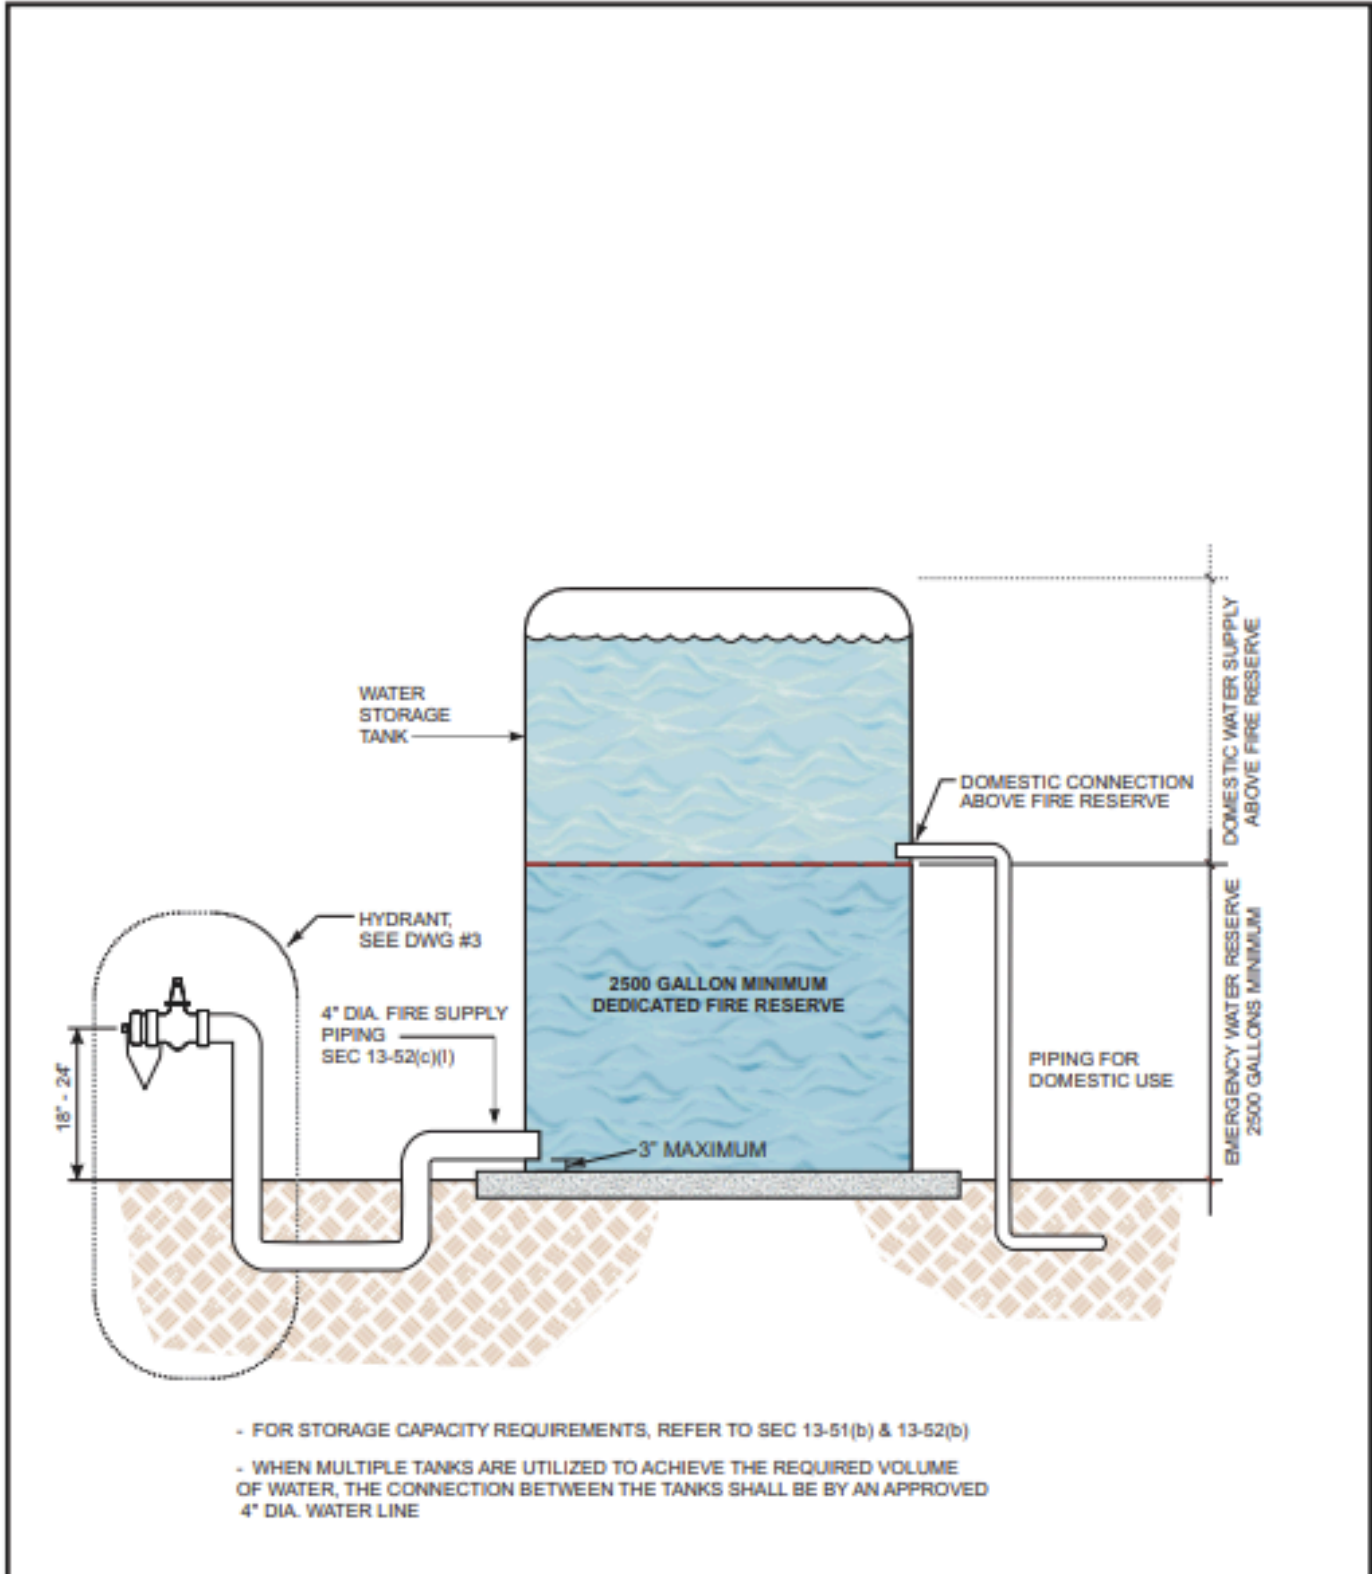 WATER
STORAGE
TANK
DOMESTIC WATER SUPPLY
ABOVE FIRE RESERVE
DOMESTIC CONNECTION
ABOVE FIRE RESERVE
HYDRANT,
SEE DWG #3
EMERGENCY WATER RESERVE
2500 GALLONS MINIMUM
2500 GALLON MINIMUM
DEDICATED FIRE RESERVE
4" DIA. FIRE SUPPLY
PIPING
SEC 13-52(c)(I)
18" - 24"
PIPING FOR
DOMESTIC USE
3" MAXIMUM
- FOR STORAGE CAPACITY REQUIREMENTS, REFER TO SEC 13-51(b) & 13-52(b)
- WHEN MULTIPLE TANKS ARE UTILIZED TO ACHIEVE THE REQUIRED VOLUME
OF WATER, THE CONNECTION BETWEEN THE TANKS SHALL BE BY AN APPROVED
4" DIA. WATER LINE